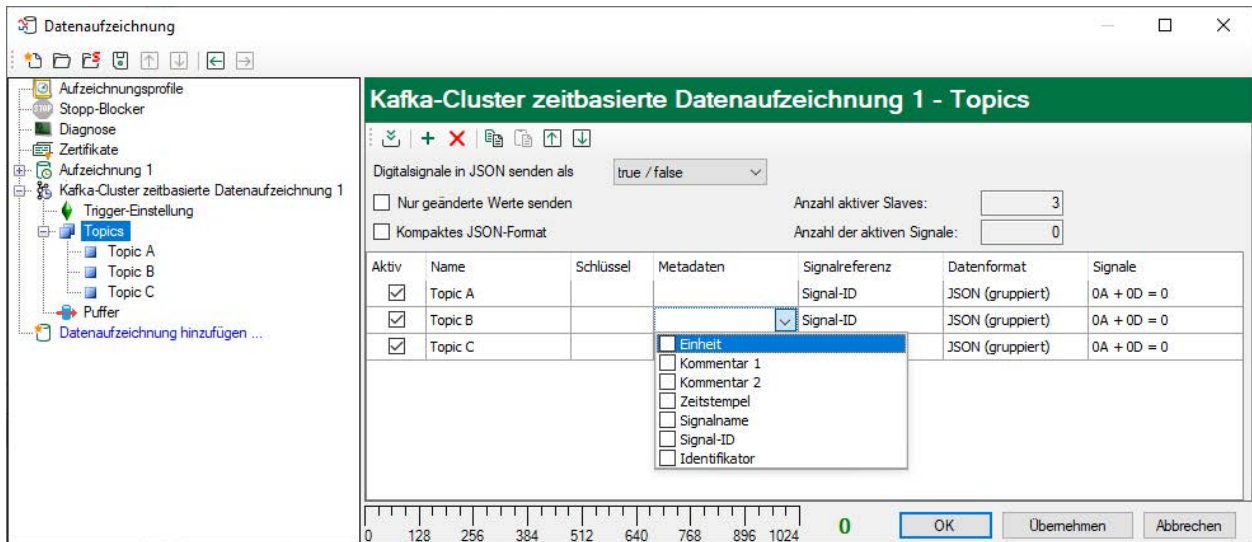 Datenaufzeichnung
Aufzeichnungsprofile
Stopp-Blocker
Diagnose
Zertifikate
Aufzeichnung 1
Kafka-Cluster zeitbasierte Datenaufzeichnung 1
Trigger-Einstellung
Topics
Topic A
Topic B
Topic C
Puffer
Datenaufzeichnung hinzufügen ...
Kafka-Cluster zeitbasierte Datenaufzeichnung 1 - Topics
Digitalsignale in JSON senden als true / false
Nur geänderte Werte senden Anzahl aktiver Slaves: 3
Kompaktes JSON-Format Anzahl der aktiven Signale: 0
Aktiv Name Schlüssel Metadaten Signalreferenz Datenformat Signale
Topic A Signal-ID JSON (gruppiert) 0A + 0D = 0
Topic B Signal-ID JSON (gruppiert) 0A + 0D = 0
Topic C JSON (gruppiert) 0A + 0D = 0
Einheit
Kommentar 1
Kommentar 2
Zeitstempel
Signalname
Signal-ID
Identifikator
0 128 256 384 512 640 768 896 1024 0 OK Übernehmen Abbrechen